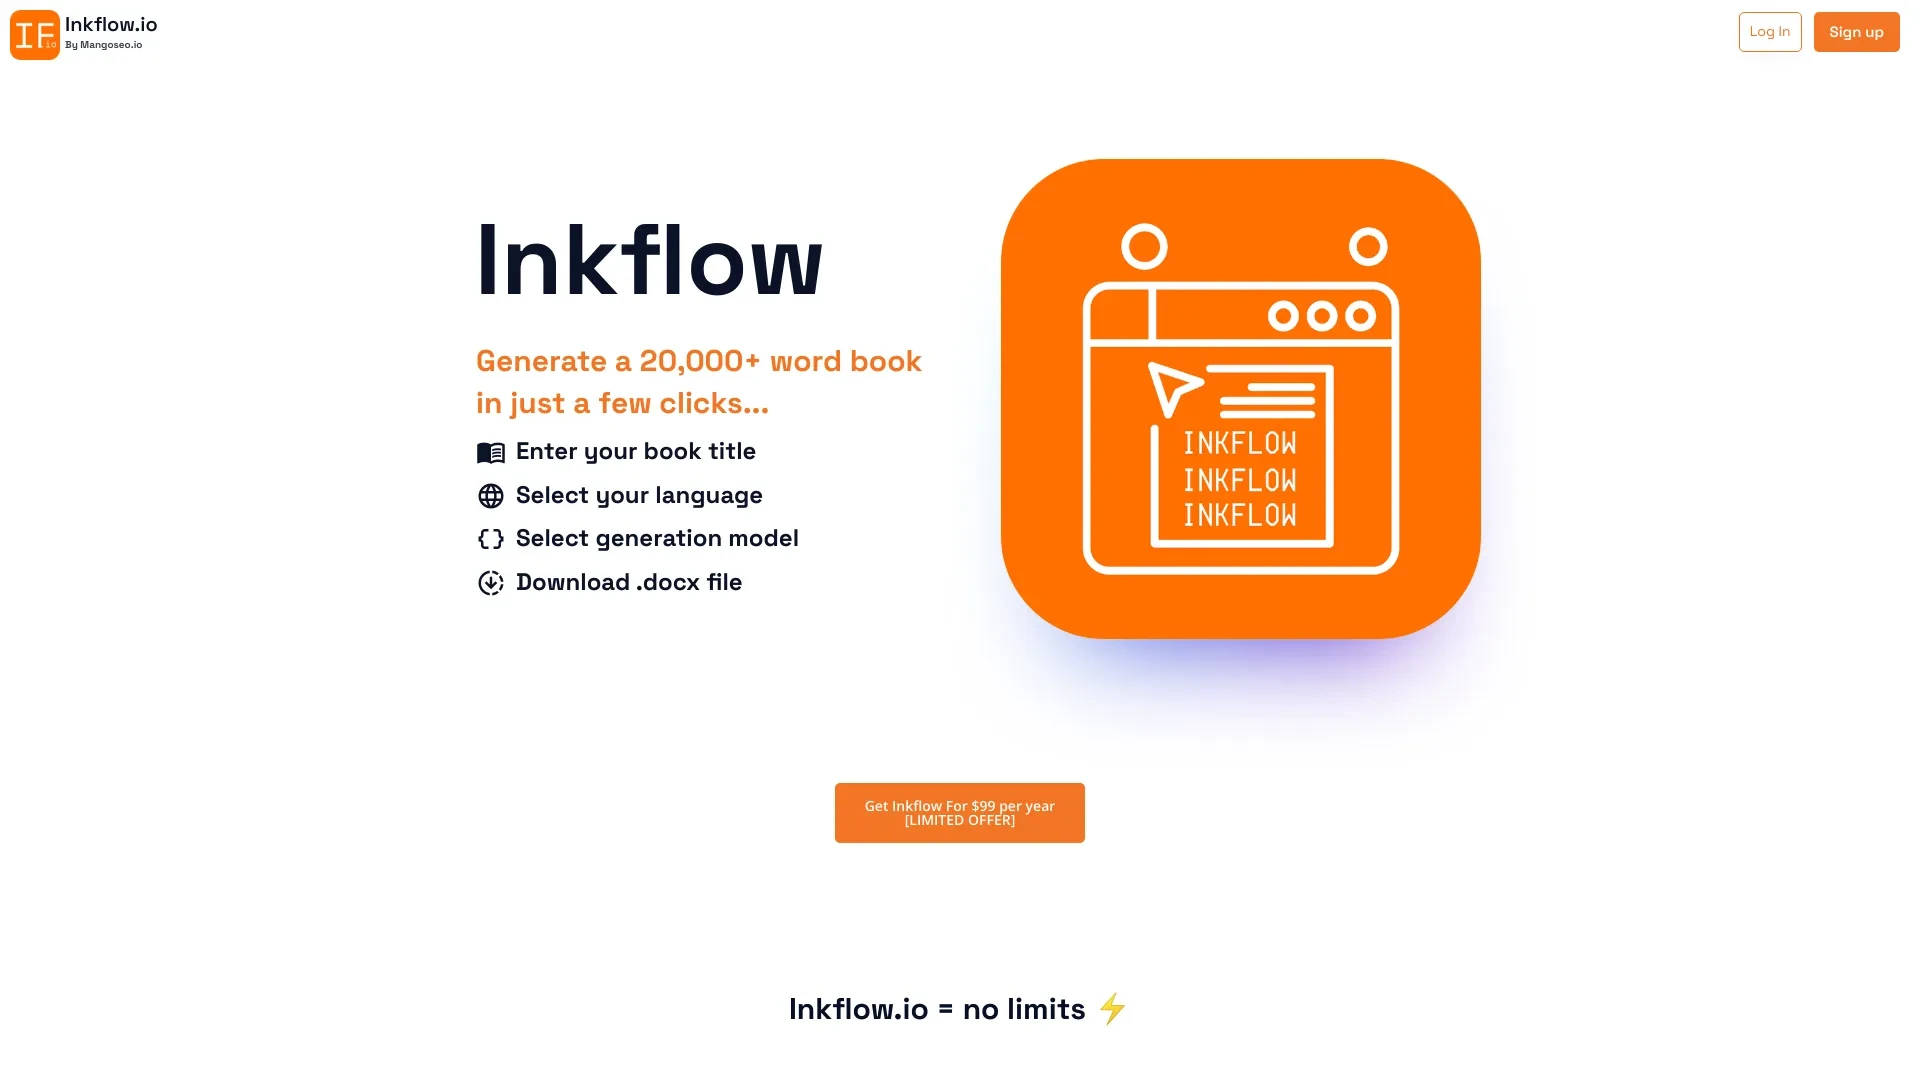 IF
.io
Inkflow.io
By Mangoseo.io
Log In
Sign up
Inkflow
Generate a 20,000+ word book
in just a few clicks...
Enter your book title
Select your language
Select generation model
Download .docx file
INKFLOW
INKFLOW
INKFLOW
Get Inkflow For $99 per year
[LIMITED OFFER]
Inkflow.io = no limits ⚡